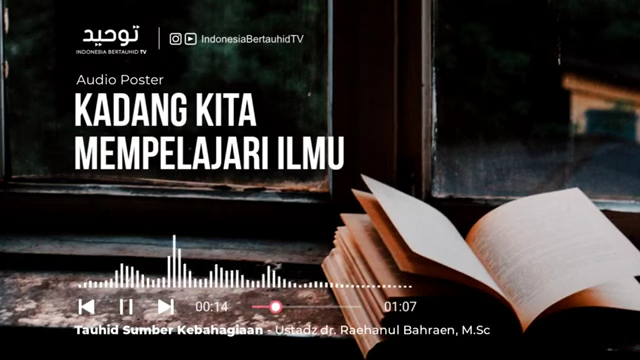 توحيد
INDONESIA BERTAUHID TV
IndonesiaBertauhidTV
Audio Poster
KADANG KITA
MEMPELAJARI ILMU
00:14
01:07
Tauhid Sumber Kebahagiaan - Ustadz dr. Raehanul Bahraen, M.Sc